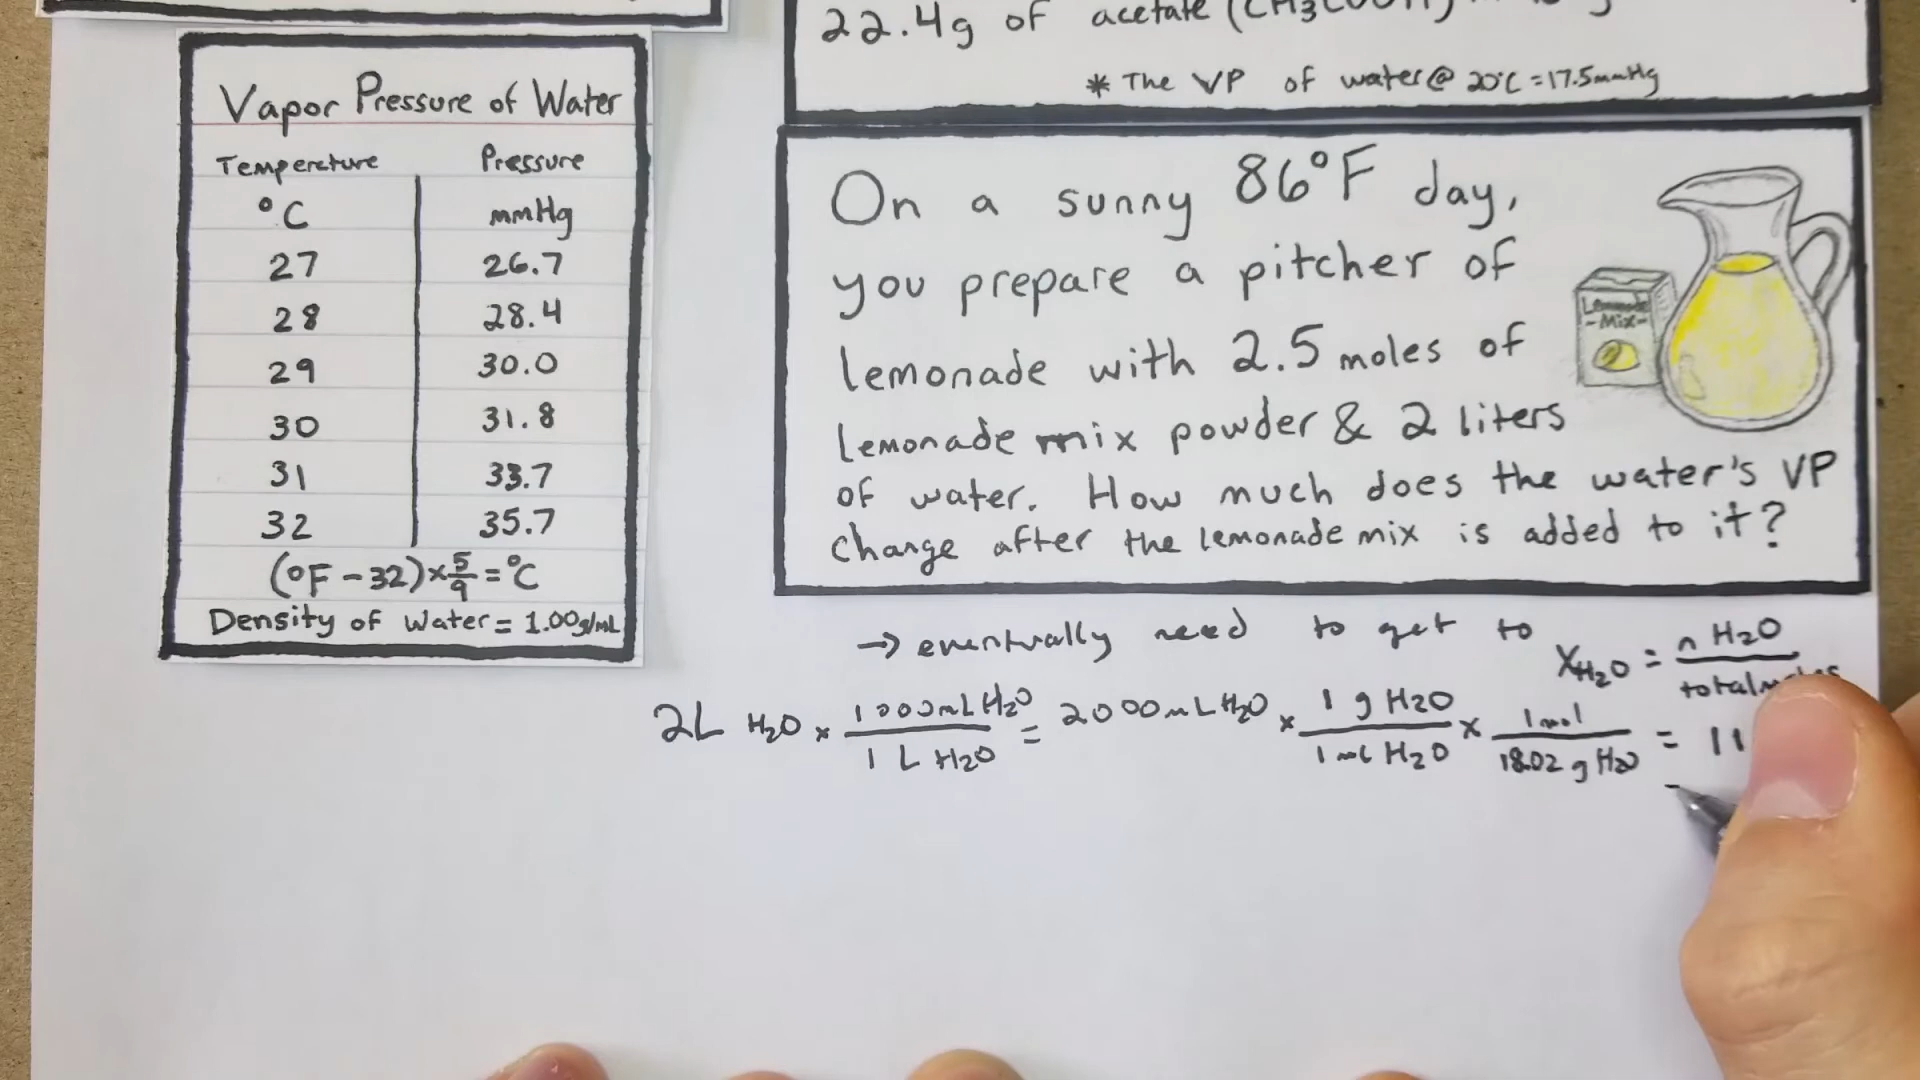 22.4g of acetate (CH3COOH)
* The VP of water@ 20°C = 17.5mmHg
Vapor Pressure of Water
Temperature Pressure
°C mmHg
27 26.7
28 28.4
29 30.0
30 31.8
31 33.7
32 35.7
(°F - 32) × 5/9 = °C
Density of Water = 1.00g/mL
On a sunny 86°F day,
you prepare a pitcher of
lemonade with 2.5 moles of
lemonade mix powder & 2 liters
of water. How much does the water's VP
change after the lemonade mix is added to it?
Lemonade
-Mix-
→ eventually need to get to XH2O = n H2O / total moles
2L H2O × 1000mL H2O / 1 L H2O = 2000mL H2O × 1 g H2O / 1 mL H2O × 1 mol / 18.02 g H2O = 11